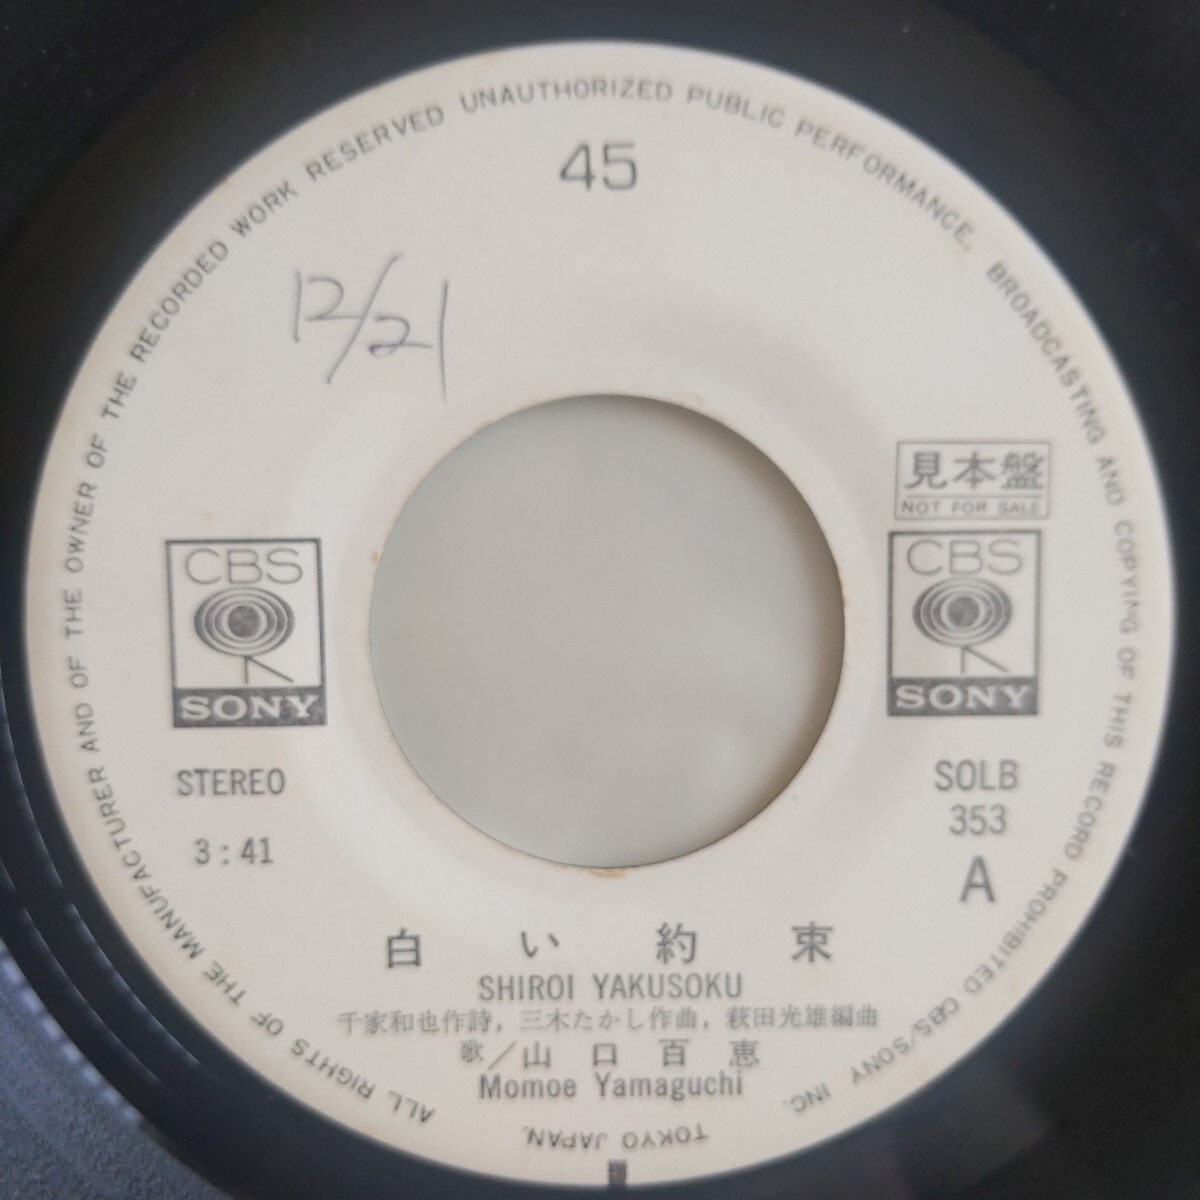 ALL RIGHTS OF THE MANUFACTURER AND OF THE OWNER OF THE RECORDED WORK RESERVED UNAUTHORIZED PUBLIC PERFORMANCE, BROADCASTING AND COPYING OF THIS RECORD PROHIBITED CBS/SONY INC. TOKYO JAPAN.
45
12/21
見本盤
NOT FOR SALE
CBS
SONY
CBS
SONY
STEREO
3:41
SOLB
353
A
白い約束
SHIROI YAKUSOKU
千家和也作詩, 三木たかし作曲, 萩田光雄編曲
歌／山口百恵
Momoe Yamaguchi